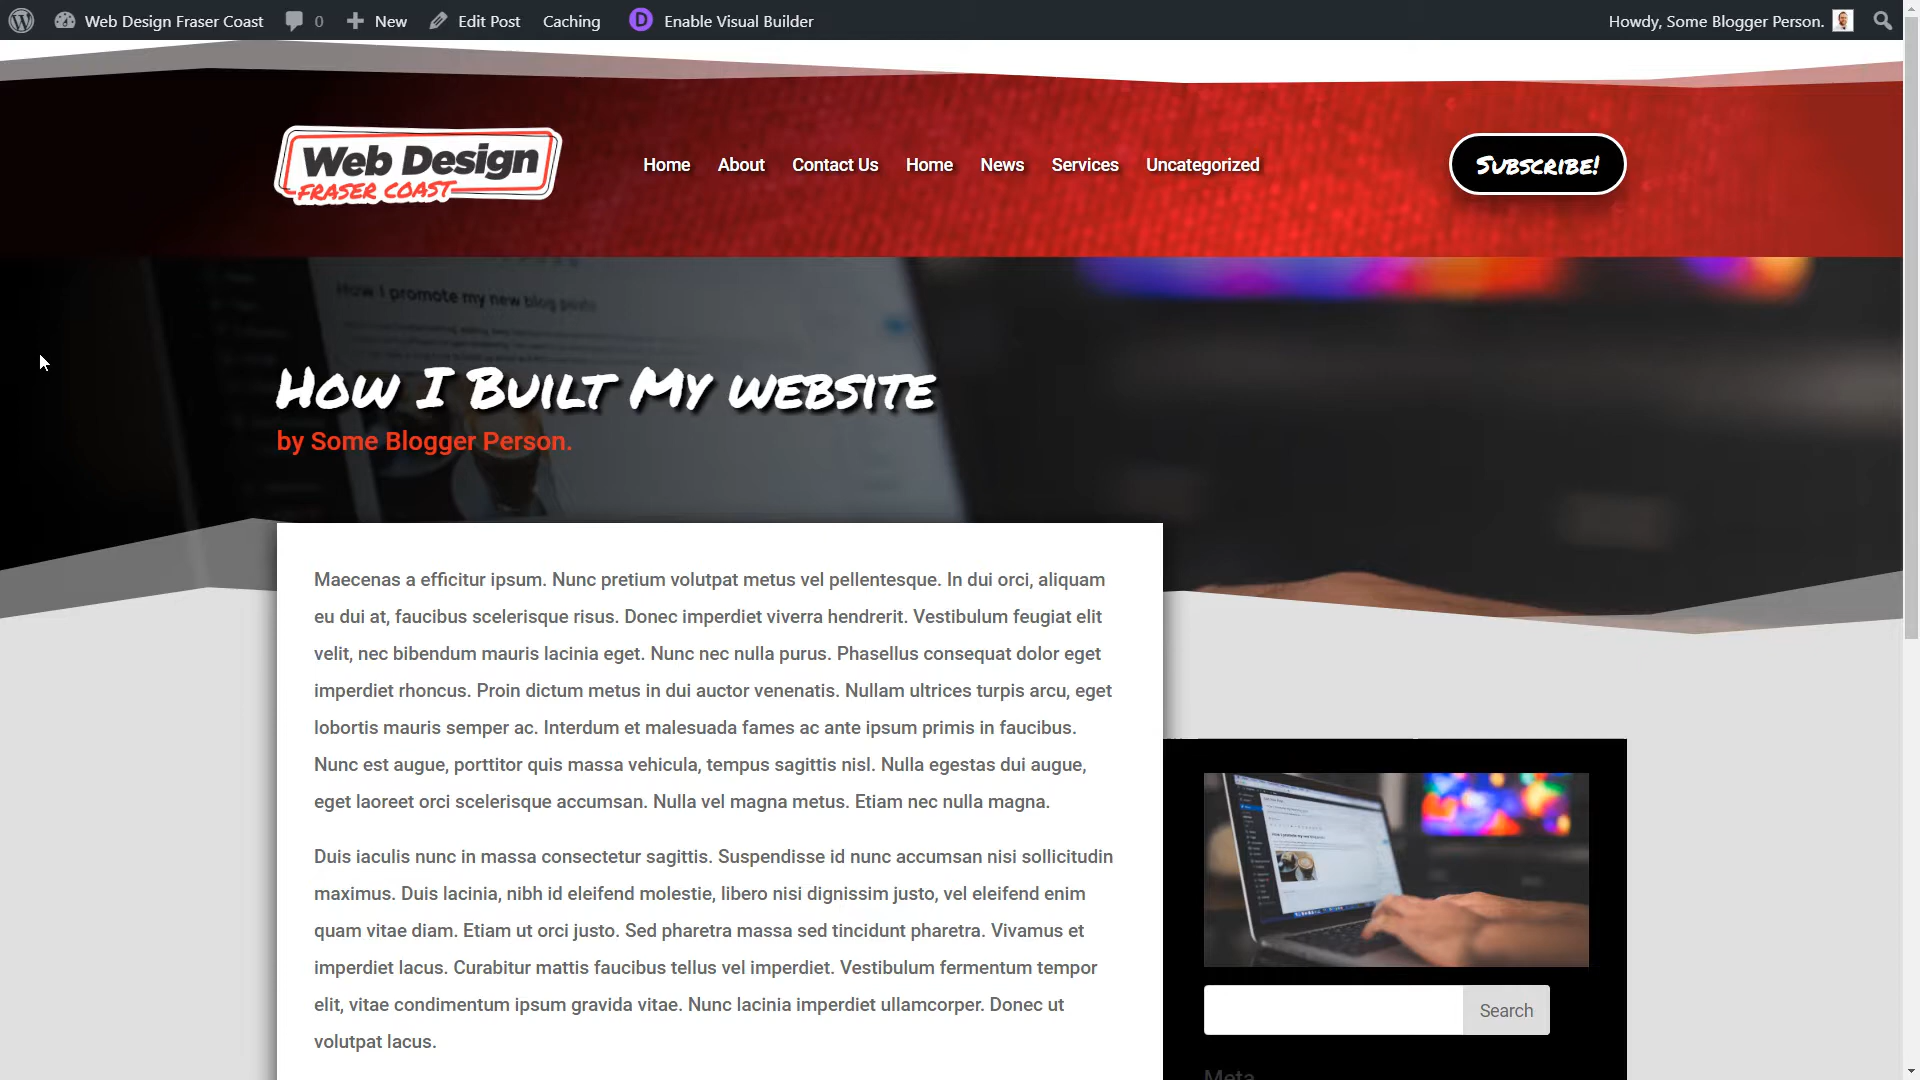 Web Design Fraser Coast 0 New Edit Post Caching D Enable Visual Builder Howdy, Some Blogger Person.
Web Design
FRASER COAST
Home About Contact Us Home News Services Uncategorized
Subscribe!
How I promote my new blog posts
How I Built My website
by Some Blogger Person.
Maecenas a efficitur ipsum. Nunc pretium volutpat metus vel pellentesque. In dui orci, aliquam
eu dui at, faucibus scelerisque risus. Donec imperdiet viverra hendrerit. Vestibulum feugiat elit
velit, nec bibendum mauris lacinia eget. Nunc nec nulla purus. Phasellus consequat dolor eget
imperdiet rhoncus. Proin dictum metus in dui auctor venenatis. Nullam ultrices turpis arcu, eget
lobortis mauris semper ac. Interdum et malesuada fames ac ante ipsum primis in faucibus.
Nunc est augue, porttitor quis massa vehicula, tempus sagittis nisl. Nulla egestas dui augue,
eget laoreet orci scelerisque accumsan. Nulla vel magna metus. Etiam nec nulla magna.
Duis iaculis nunc in massa consectetur sagittis. Suspendisse id nunc accumsan nisi sollicitudin
maximus. Duis lacinia, nibh id eleifend molestie, libero nisi dignissim justo, vel eleifend enim
quam vitae diam. Etiam ut orci justo. Sed pharetra massa sed tincidunt pharetra. Vivamus et
imperdiet lacus. Curabitur mattis faucibus tellus vel imperdiet. Vestibulum fermentum tempor
elit, vitae condimentum ipsum gravida vitae. Nunc lacinia imperdiet ullamcorper. Donec ut
volutpat lacus.
Search
Meta